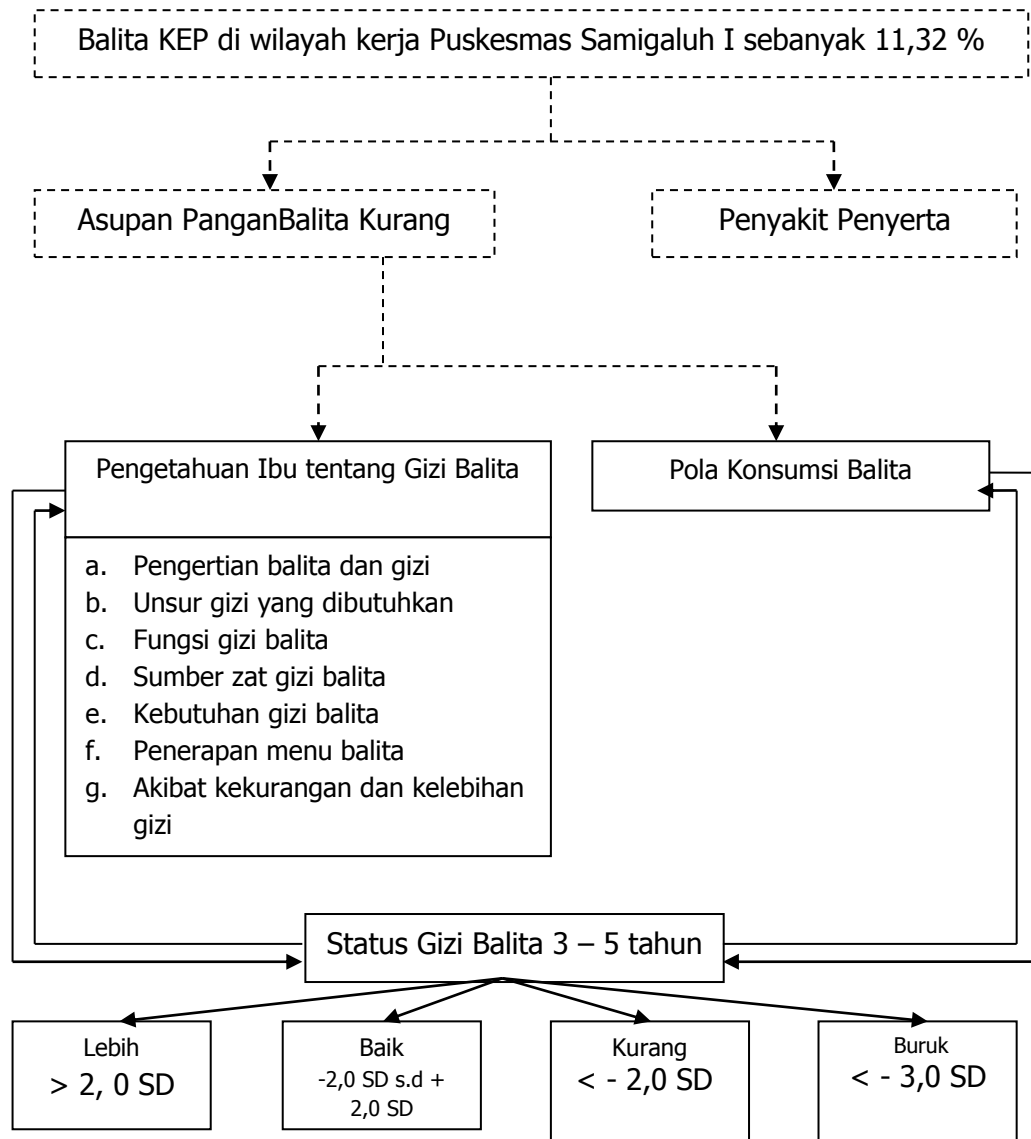 Balita KEP di wilayah kerja Puskesmas Samigaluh I sebanyak 11,32 %
Asupan PanganBalita Kurang
Penyakit Penyerta
Pengetahuan Ibu tentang Gizi Balita
Pola Konsumsi Balita
a. Pengertian balita dan gizi
b. Unsur gizi yang dibutuhkan
c. Fungsi gizi balita
d. Sumber zat gizi balita
e. Kebutuhan gizi balita
f. Penerapan menu balita
g. Akibat kekurangan dan kelebihan
gizi
Status Gizi Balita 3 – 5 tahun
Lebih
> 2, 0 SD
Baik
-2,0 SD s.d +
2,0 SD
Kurang
< - 2,0 SD
Buruk
< - 3,0 SD